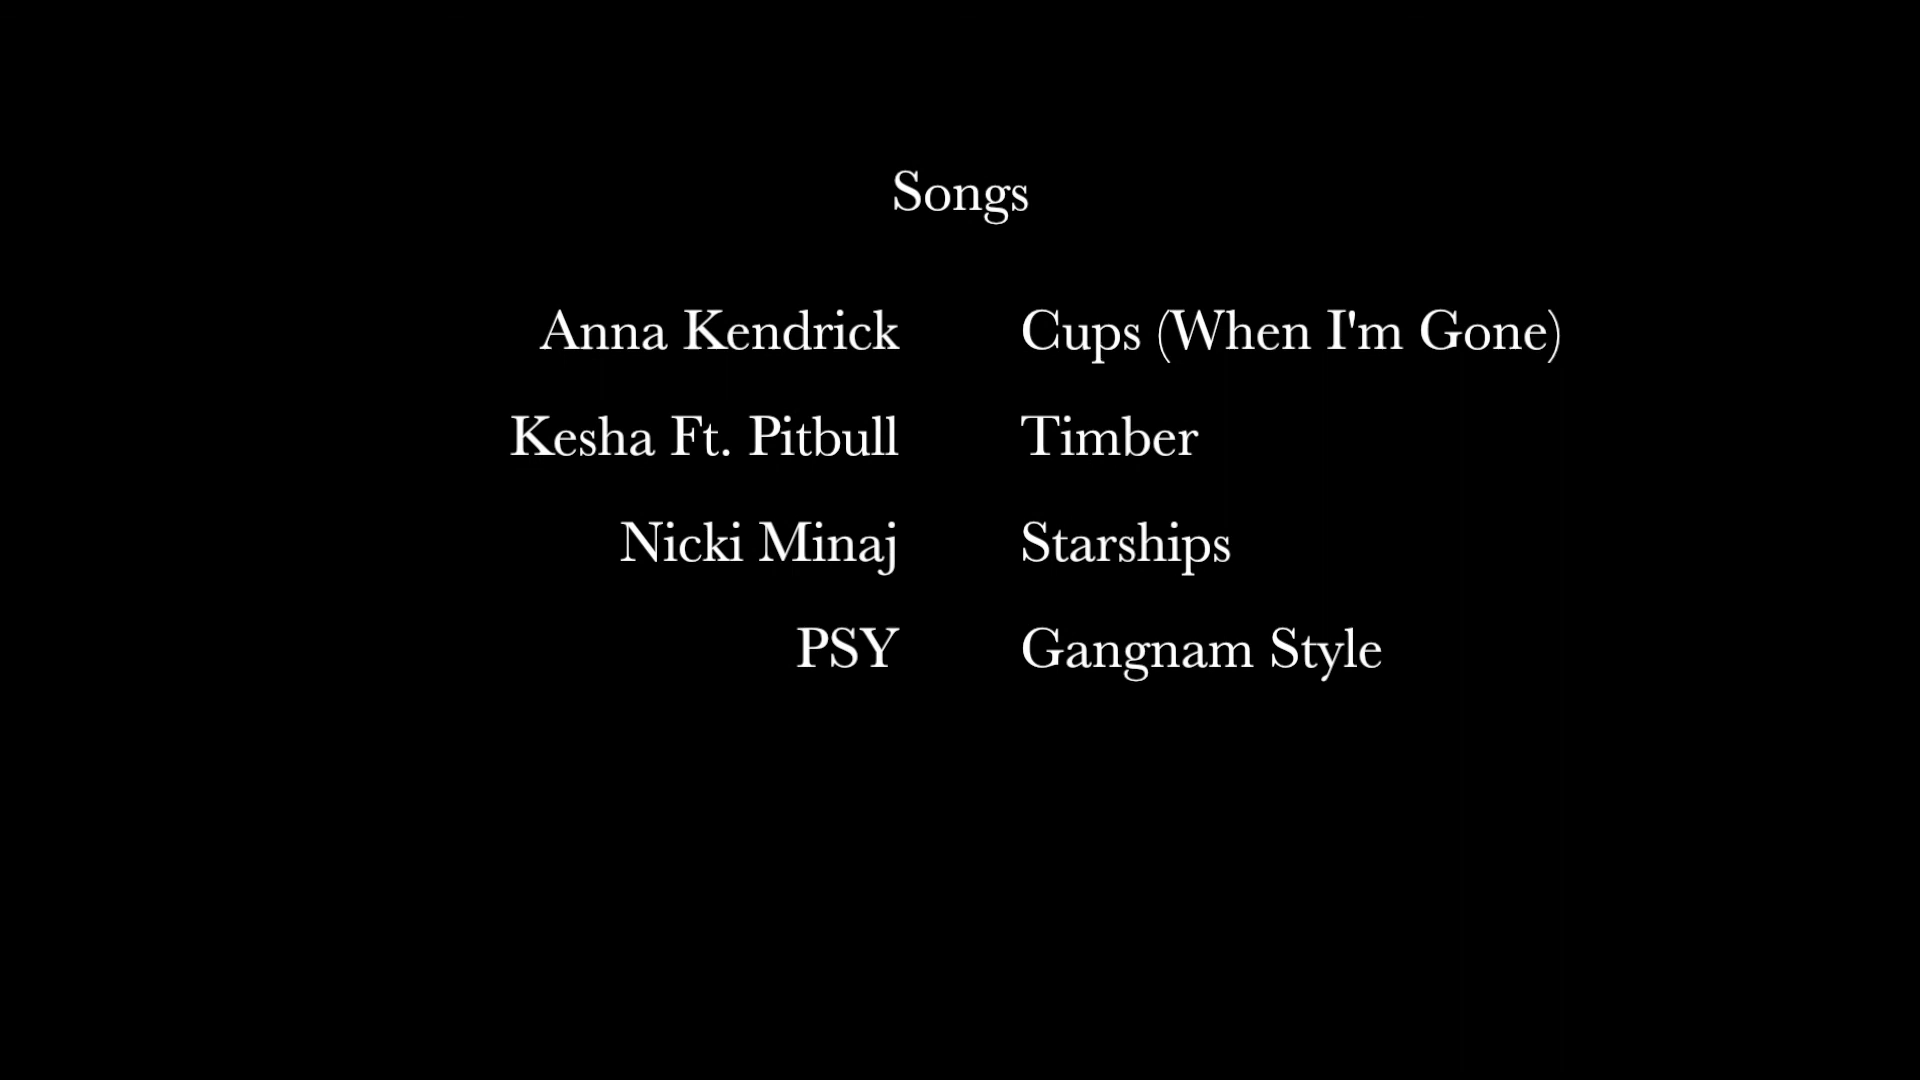 Songs
Anna Kendrick Cups (When I'm Gone)
Kesha Ft. Pitbull Timber
Nicki Minaj Starships
PSY Gangnam Style